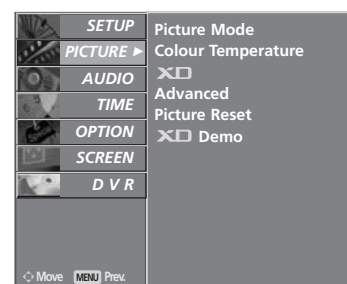 SETUP
PICTURE ►
AUDIO
TIME
OPTION
SCREEN
D V R
Picture Mode
Colour Temperature
XD
Advanced
Picture Reset
XD Demo
Move MENU Prev.